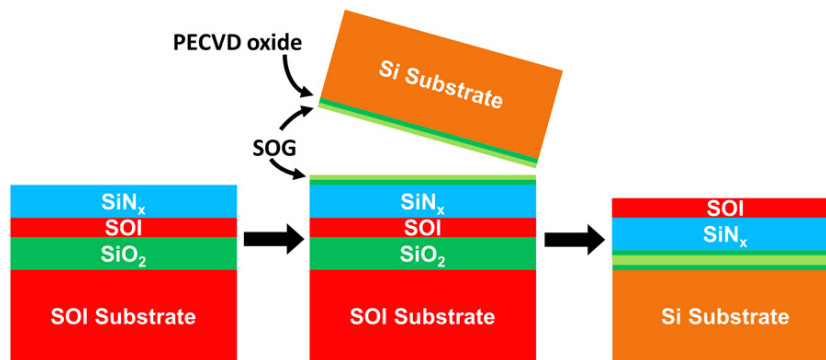 PECVD oxide
Si Substrate
SOG
SiNₓ
SOI
SiO₂
SOI Substrate
SiNₓ
SOI
SiO₂
SOI Substrate
SOI
SiNₓ
Si Substrate